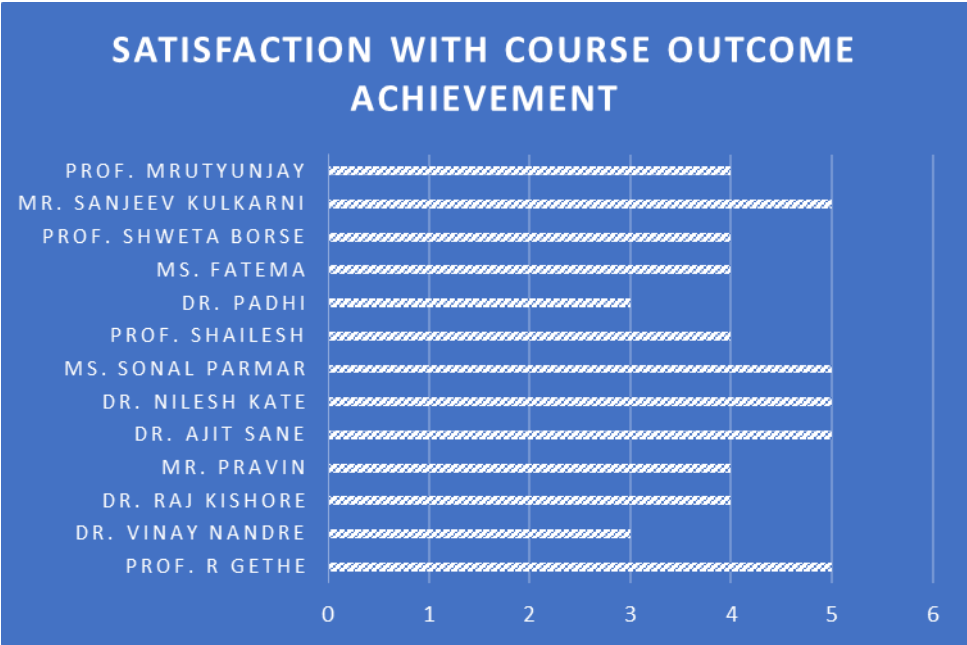 SATISFACTION WITH COURSE OUTCOME
ACHIEVEMENT
PROF. MRUTYUNJAY
MR. SANJEEV KULKARNI
PROF. SHWETA BORSE
MS. FATEMA
DR. PADHI
PROF. SHAILESH
MS. SONAL PARMAR
DR. NILESH KATE
DR. AJIT SANE
MR. PRAVIN
DR. RAJ KISHORE
DR. VINAY NANDRE
PROF. R GETHE
0 1 2 3 4 5 6